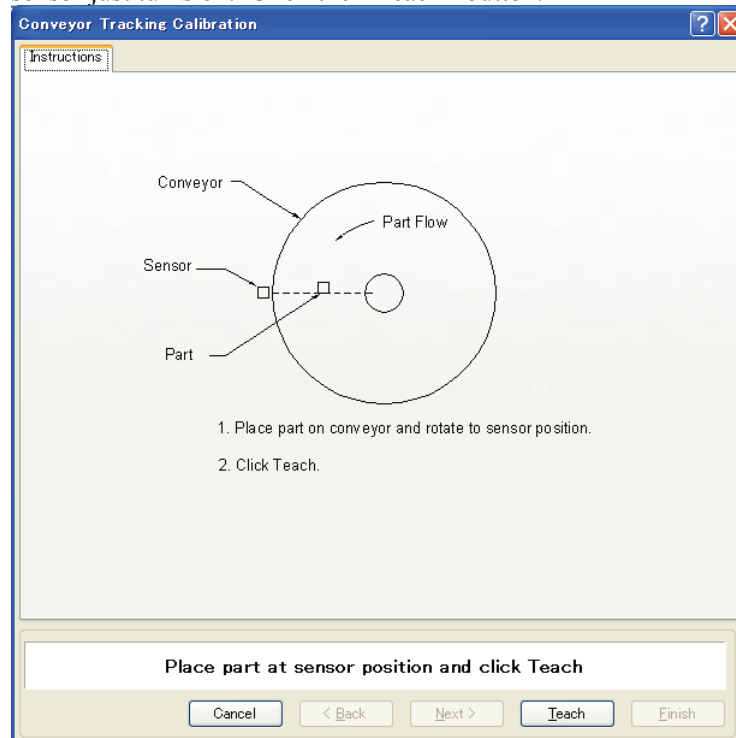 Conveyor Tracking Calibration
Instructions
Conveyor
Part Flow
Sensor
Part
1. Place part on conveyor and rotate to sensor position.
2. Click Teach.
Place part at sensor position and click Teach
Cancel
< Back
Next >
Teach
Finish